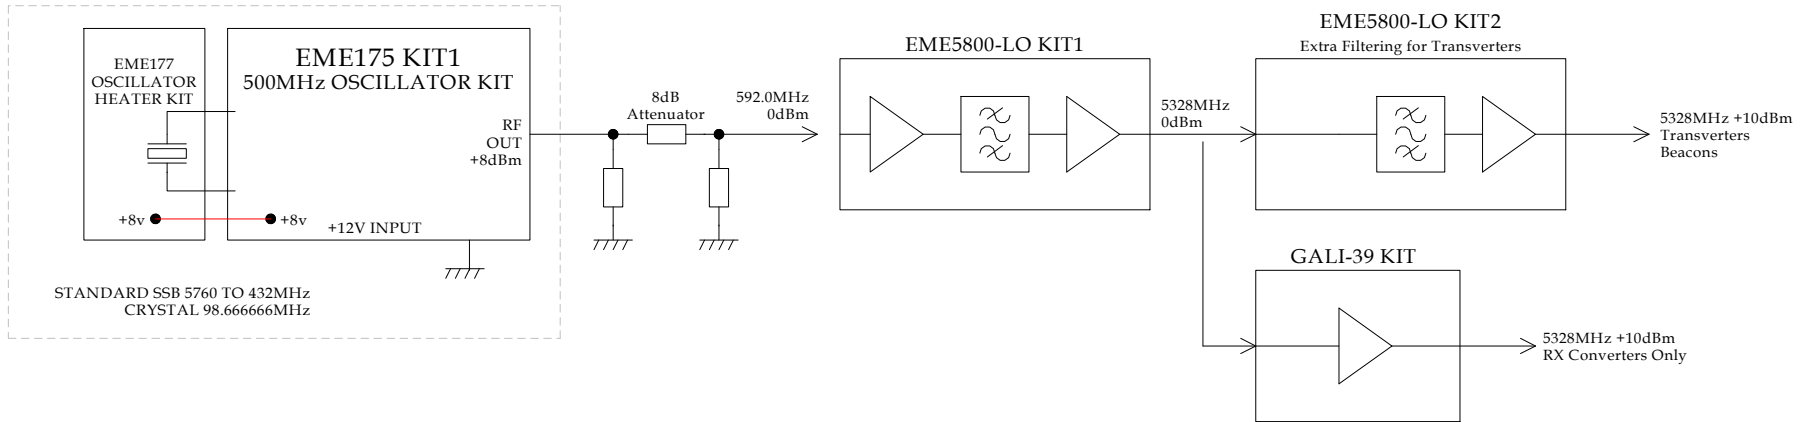 EME177
OSCILLATOR
HEATER KIT
EME175 KIT1
500MHz OSCILLATOR KIT
RF
OUT
+8dBm
+8v
+8v
+12V INPUT
STANDARD SSB 5760 TO 432MHz
CRYSTAL 98.666666MHz
8dB
Attenuator
592.0MHz
0dBm
EME5800-LO KIT1
5328MHz
0dBm
EME5800-LO KIT2
Extra Filtering for Transverters
5328MHz +10dBm
Transverters
Beacons
GALI-39 KIT
5328MHz +10dBm
RX Converters Only